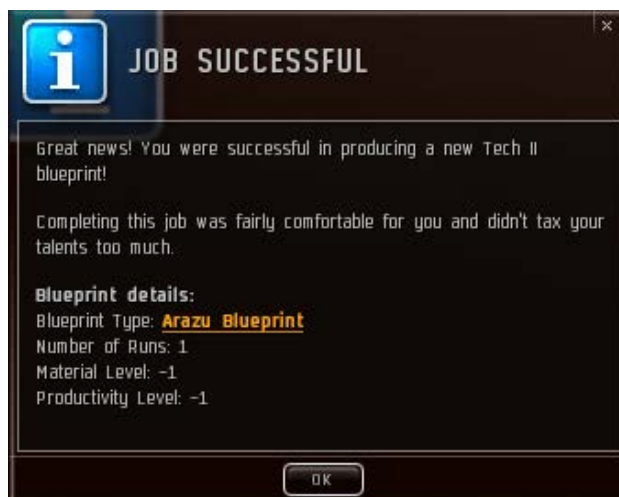 JOB SUCCESSFUL
Great news! You were successful in producing a new Tech II
blueprint!
Completing this job was fairly comfortable for you and didn't tax your
talents too much.
Blueprint details:
Blueprint Type: Arazu Blueprint
Number of Runs: 1
Material Level: -1
Productivity Level: -1
OK